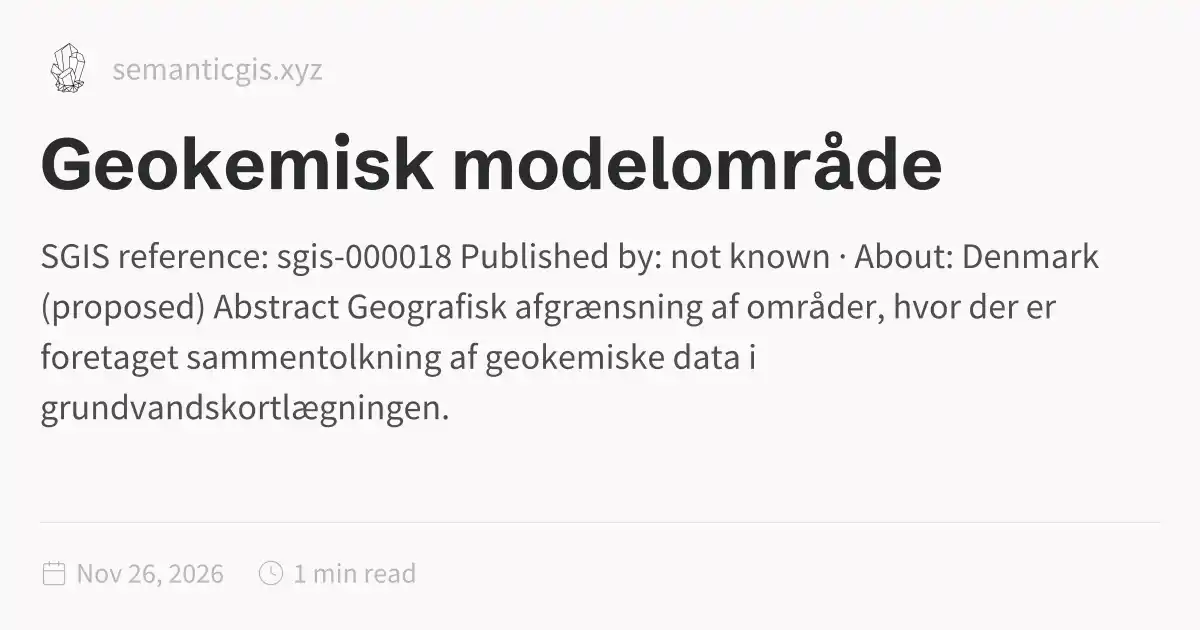 semanticgis.xyz
Geokemisk modelområde
SGIS reference: sgis-000018 Published by: not known · About: Denmark
(proposed) Abstract Geografisk afgrænsning af områder, hvor der er
foretaget sammentolkning af geokemiske data i
grundvandskortlægningen.
Nov 26, 2026 1 min read